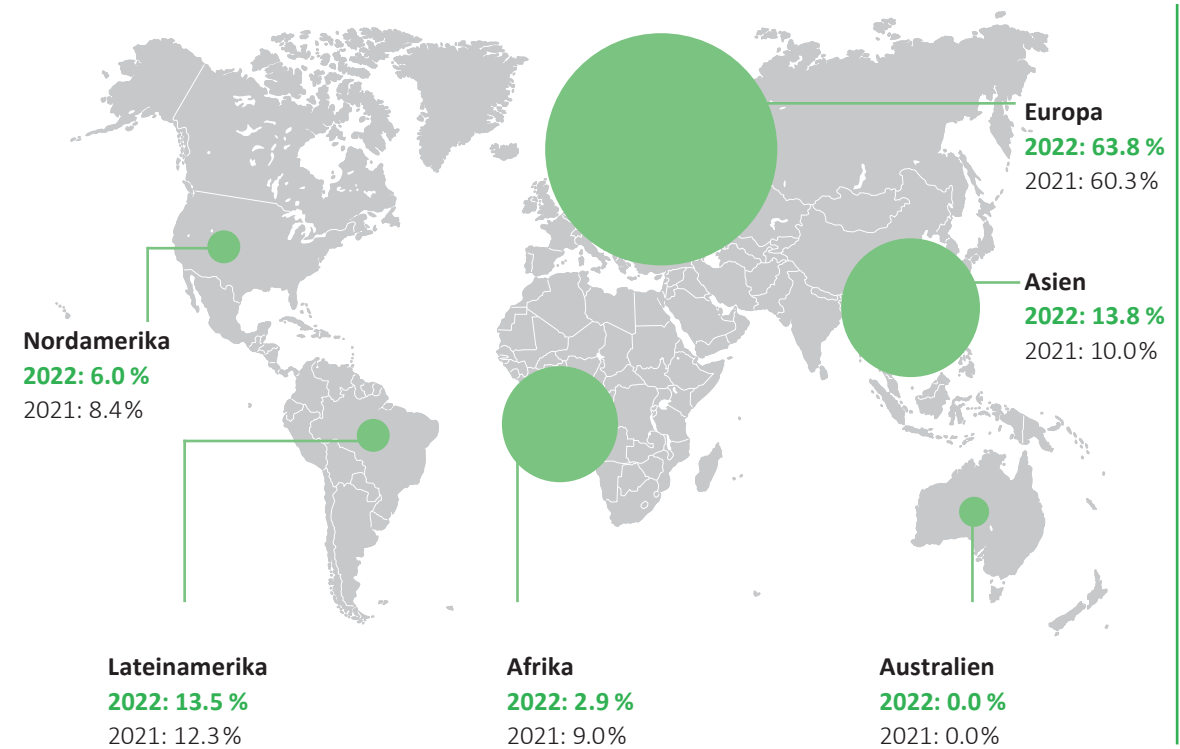 Europa
2022: 63.8 %
2021: 60.3%
Asien
2022: 13.8 %
2021: 10.0%
Nordamerika
2022: 6.0 %
2021: 8.4%
Lateinamerika
2022: 13.5 %
2021: 12.3%
Afrika
2022: 2.9 %
2021: 9.0%
Australien
2022: 0.0 %
2021: 0.0%